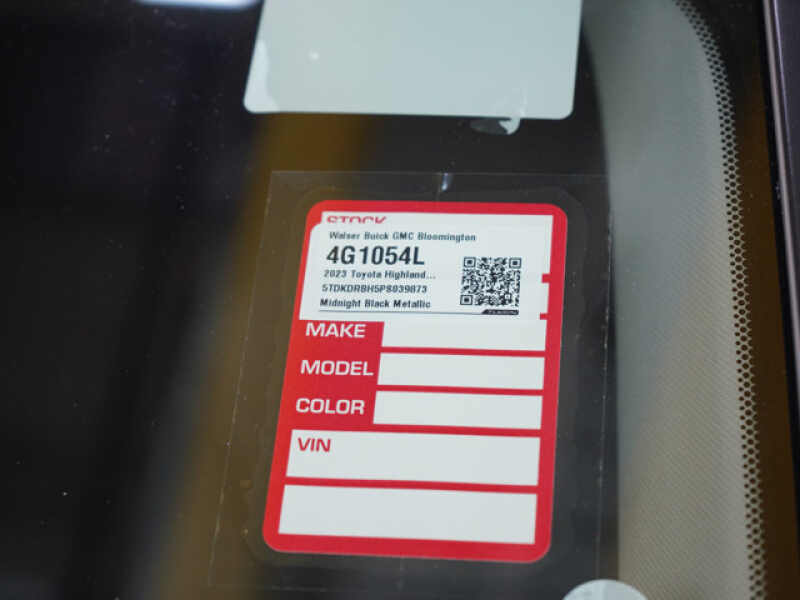 STOCK
Walser Buick GMC Bloomington
4G1054L
2023 Toyota Highland...
5TDKDRBH5PS039873
Midnight Black Metallic
MAKE
MODEL
COLOR
VIN